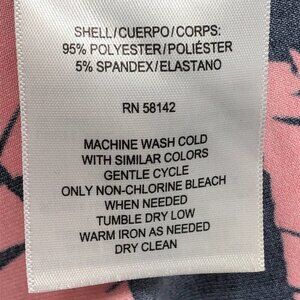 SHELL/CUERPO/CORPS:
95% POLYESTER/POLIÉSTER
5% SPANDEX/ELASTANO
RN 58142
MACHINE WASH COLD
WITH SIMILAR COLORS
GENTLE CYCLE
ONLY NON-CHLORINE BLEACH
WHEN NEEDED
TUMBLE DRY LOW
WARM IRON AS NEEDED
DRY CLEAN